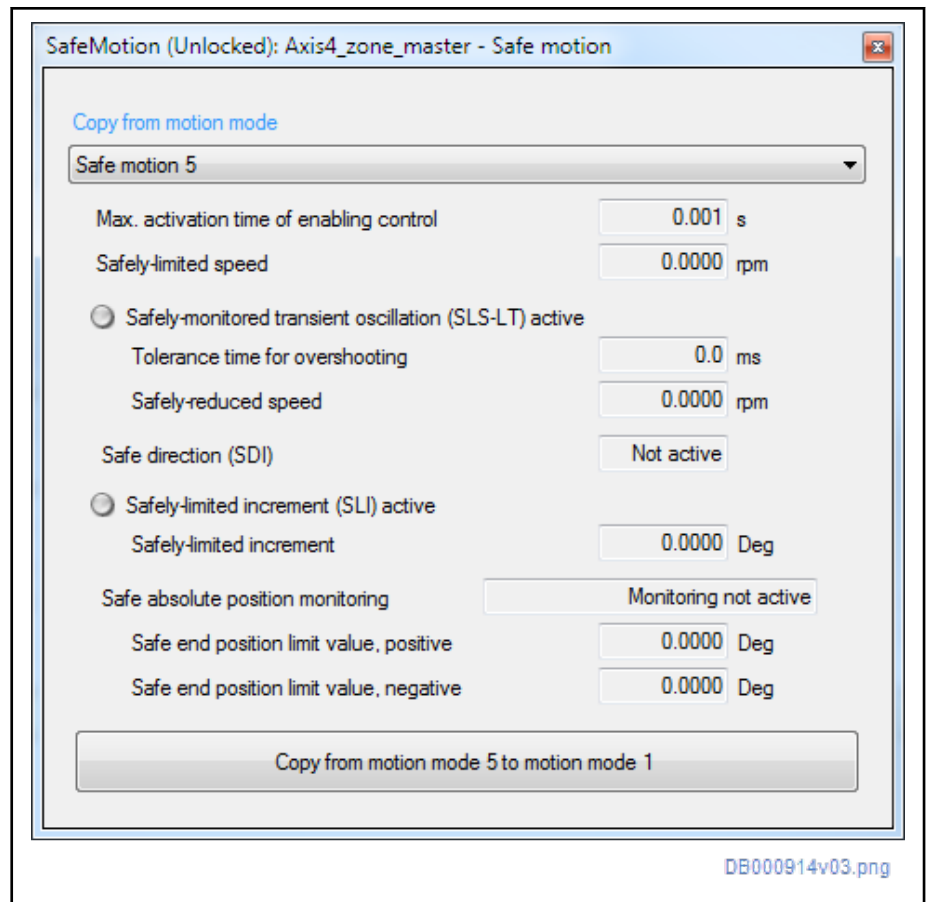 SafeMotion (Unlocked): Axis4_zone_master - Safe motion
Copy from motion mode
Safe motion 5
Max. activation time of enabling control 0.001 s
Safely-limited speed 0.0000 rpm
Safely-monitored transient oscillation (SLS-LT) active
Tolerance time for overshooting 0.0 ms
Safely-reduced speed 0.0000 rpm
Safe direction (SDI) Not active
Safely-limited increment (SLI) active
Safely-limited increment 0.0000 Deg
Safe absolute position monitoring Monitoring not active
Safe end position limit value, positive 0.0000 Deg
Safe end position limit value, negative 0.0000 Deg
Copy from motion mode 5 to motion mode 1
DB000914v03.png